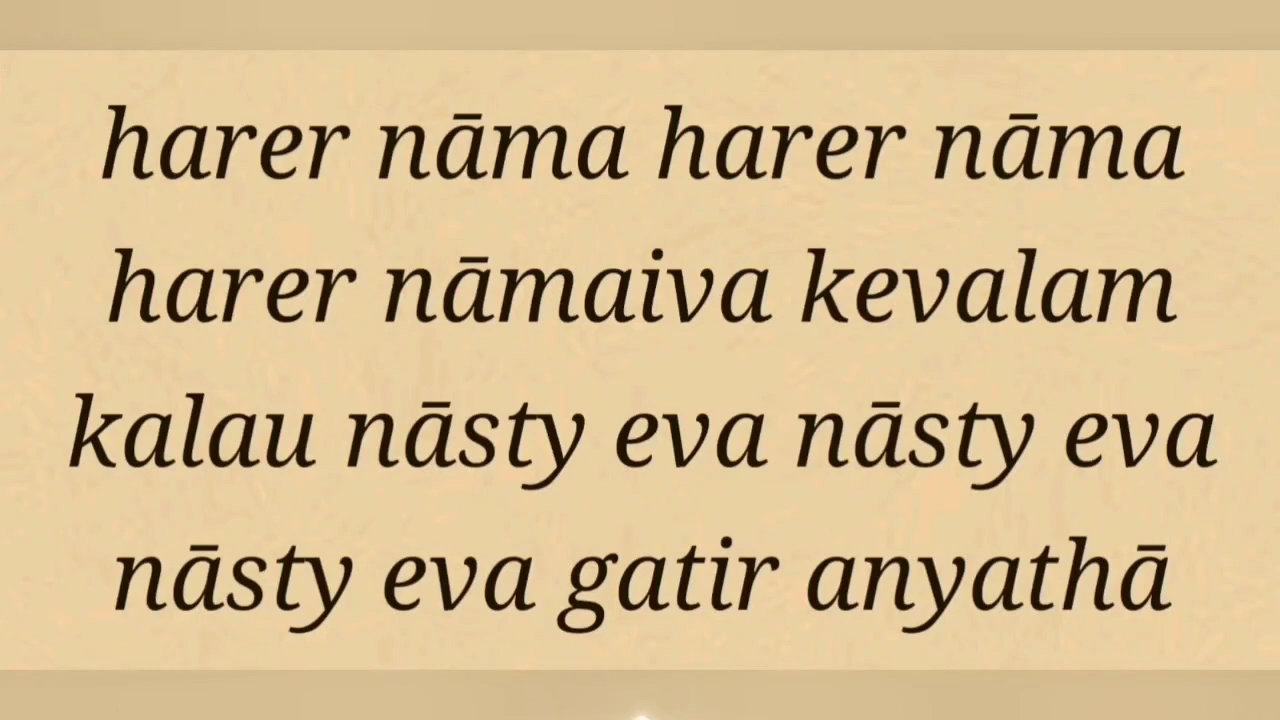 harer nāma harer nāma
harer nāmaiva kevalam
kalau nāsty eva nāsty eva
nāsty eva gatir anyathā